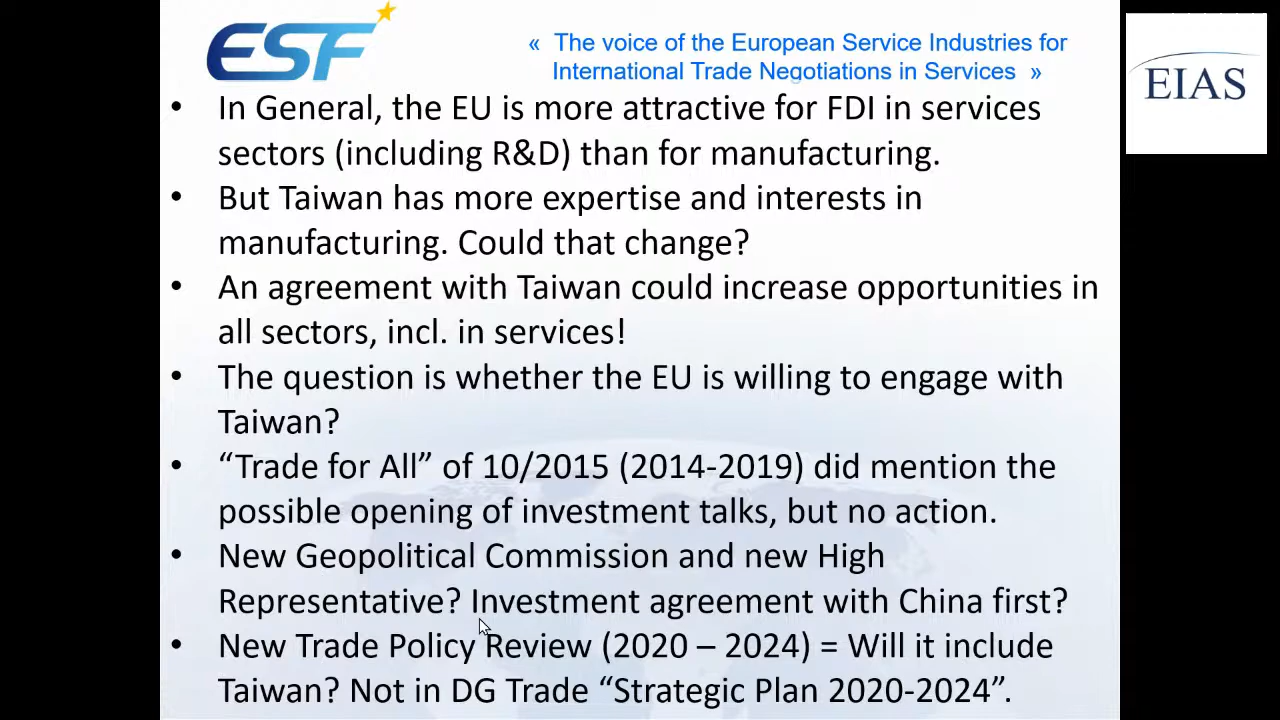 ESF
« The voice of the European Service Industries for
International Trade Negotiations in Services »
EIAS
• In General, the EU is more attractive for FDI in services
sectors (including R&D) than for manufacturing.
• But Taiwan has more expertise and interests in
manufacturing. Could that change?
• An agreement with Taiwan could increase opportunities in
all sectors, incl. in services!
• The question is whether the EU is willing to engage with
Taiwan?
• “Trade for All” of 10/2015 (2014-2019) did mention the
possible opening of investment talks, but no action.
• New Geopolitical Commission and new High
Representative? Investment agreement with China first?
• New Trade Policy Review (2020 – 2024) = Will it include
Taiwan? Not in DG Trade “Strategic Plan 2020-2024”.